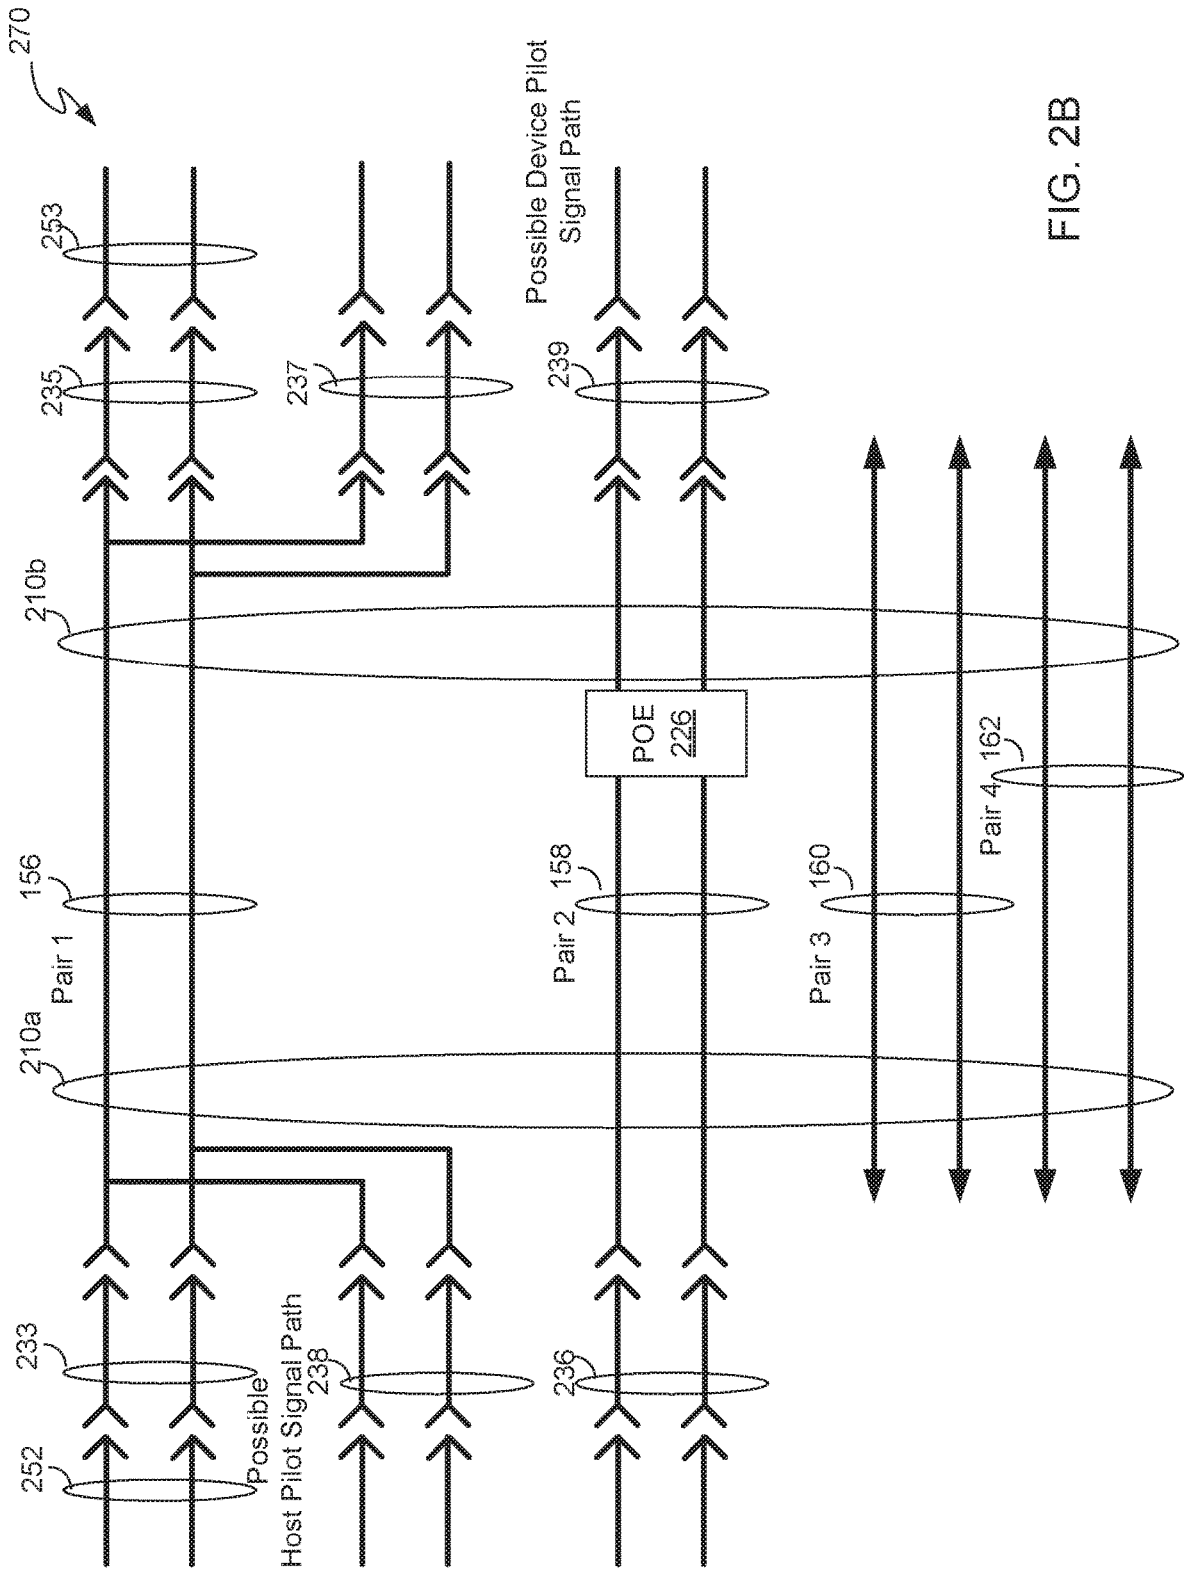 270
252
233
Possible
Host Pilot Signal Path
238
236
210a
Pair 1
156
Pair 2
158
Pair 3
160
Pair 4
162
POE
226
210b
235
253
237
239
Possible Device Pilot
Signal Path
FIG. 2B